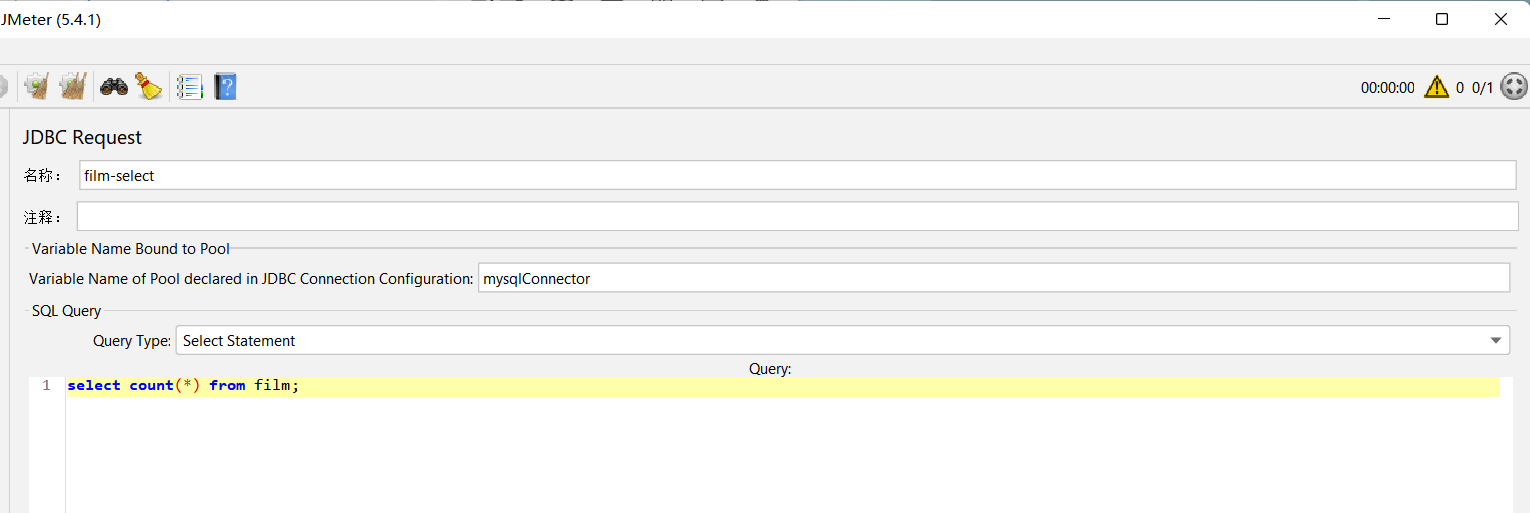 JMeter (5.4.1)
00:00:00 0 0/1
JDBC Request
名称： film-select
注释：
Variable Name Bound to Pool
Variable Name of Pool declared in JDBC Connection Configuration: mysqlConnector
SQL Query
Query Type: Select Statement
Query:
1 select count(*) from film;